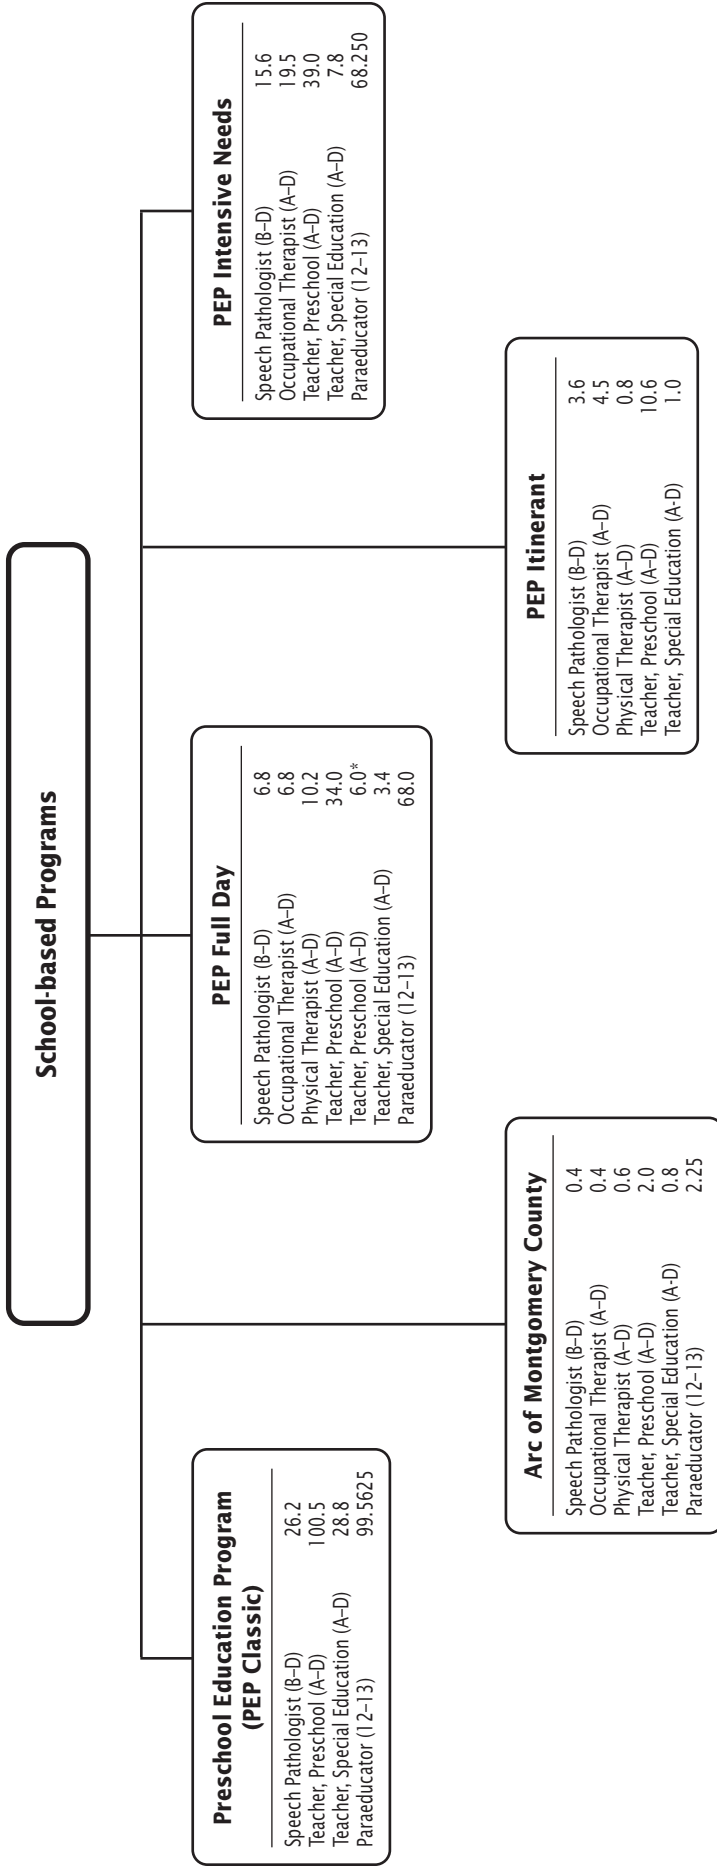 School-based Programs
Preschool Education Program
(PEP Classic)
Speech Pathologist (B–D) 26.2
Teacher, Preschool (A–D) 100.5
Teacher, Special Education (A–D) 28.8
Paraeducator (12–13) 99.5625
PEP Full Day
Speech Pathologist (B–D) 6.8
Occupational Therapist (A–D) 6.8
Physical Therapist (A–D) 10.2
Teacher, Preschool (A–D) 34.0
Teacher, Preschool (A–D) 6.0*
Teacher, Special Education (A–D) 3.4
Paraeducator (12–13) 68.0
PEP Intensive Needs
Speech Pathologist (B–D) 15.6
Occupational Therapist (A–D) 19.5
Teacher, Preschool (A–D) 39.0
Teacher, Special Education (A–D) 7.8
Paraeducator (12–13) 68.250
Arc of Montgomery County
Speech Pathologist (B–D) 0.4
Occupational Therapist (A–D) 0.4
Physical Therapist (A–D) 0.6
Teacher, Preschool (A–D) 2.0
Teacher, Special Education (A-D) 0.8
Paraeducator (12–13) 2.25
PEP Itinerant
Speech Pathologist (B–D) 3.6
Occupational Therapist (A–D) 4.5
Physical Therapist (A–D) 0.8
Teacher, Preschool (A–D) 10.6
Teacher, Special Education (A-D) 1.0